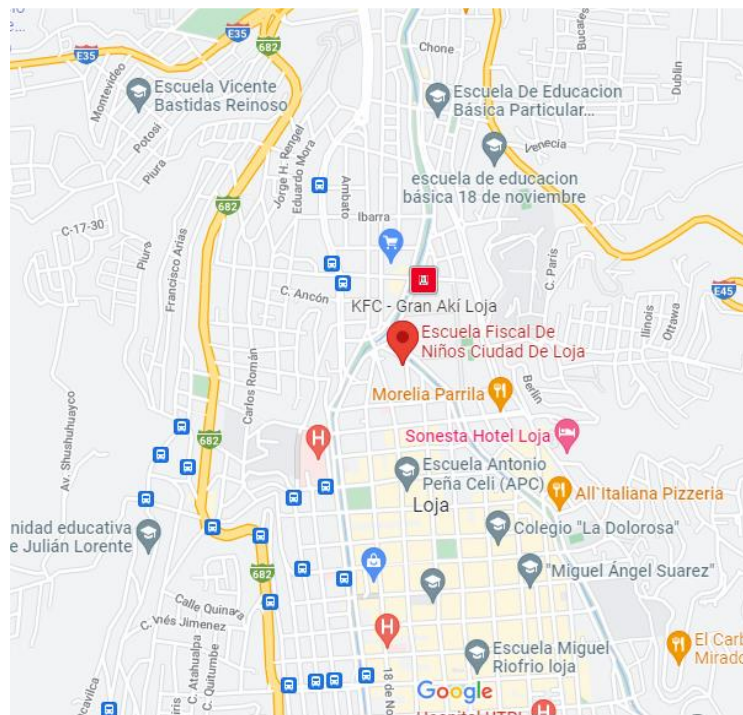 E35
682
E35
Chone
Bucares
Dublin
Montevideo
Escuela Vicente
Bastidas Reinoso
Escuela De Educacion
Básica Particular...
Potosí
Piura
Jorge H. Rengel
Eduardo Mora
Ambato
Venecia
escuela de educacion
básica 18 de noviembre
682
C-17-30
Ibarra
Piura
Francisco Arias
C. París
C. Ancón
KFC - Gran Akí Loja
E45
Ilinois
Ottawa
Escuela Fiscal De
Niños Ciudad De Loja
Carlos Román
Berlin
Morelia Parrila
Av. Shushuhuayco
682
H
Sonesta Hotel Loja
Escuela Antonio
Peña Celi (APC)
All`Italiana Pizzeria
Loja
nidad educativa
e Julián Lorente
Colegio "La Dolorosa"
682
"Miguel Ángel Suarez"
Calle Quinara
C. Inés Jimenez
H
El Carb
Mirado
Escuela Miguel
Riofrio loja
C. Atahualpa
C. Quitumbe
18 de No
Google
H